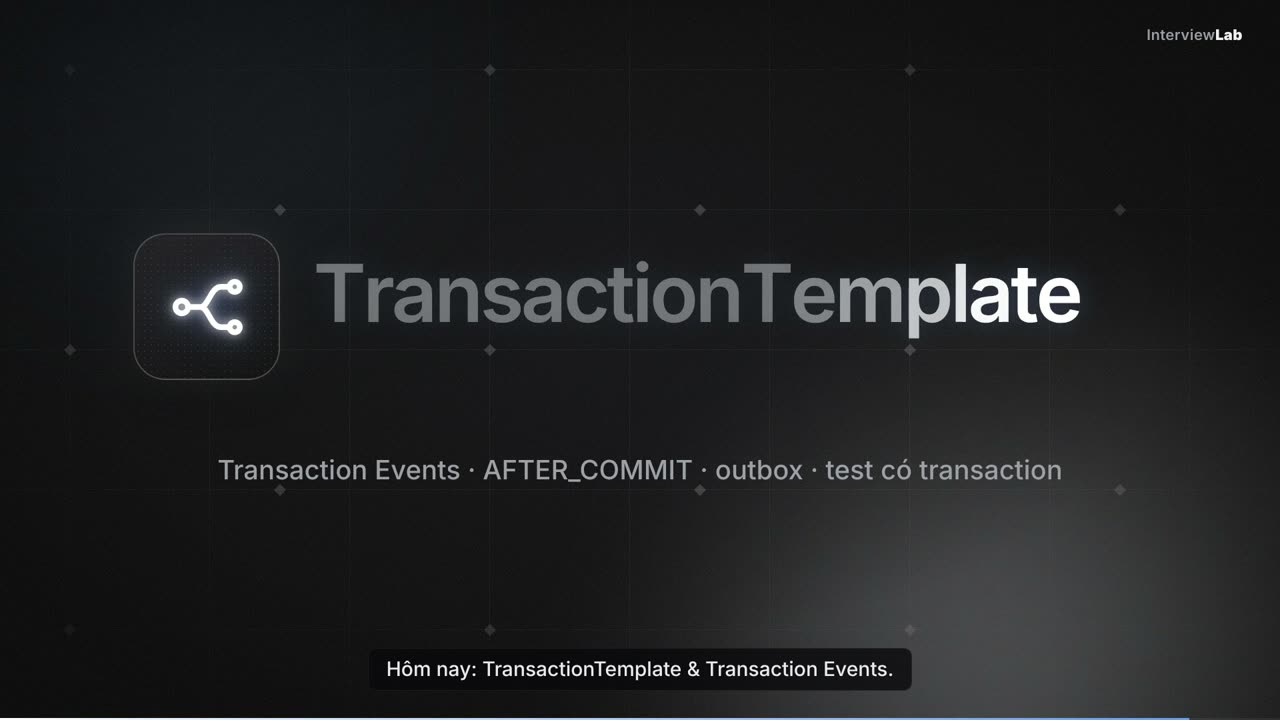 InterviewLab
TransactionTemplate
Transaction Events · AFTER_COMMIT · outbox · test có transaction
Hôm nay: TransactionTemplate & Transaction Events.